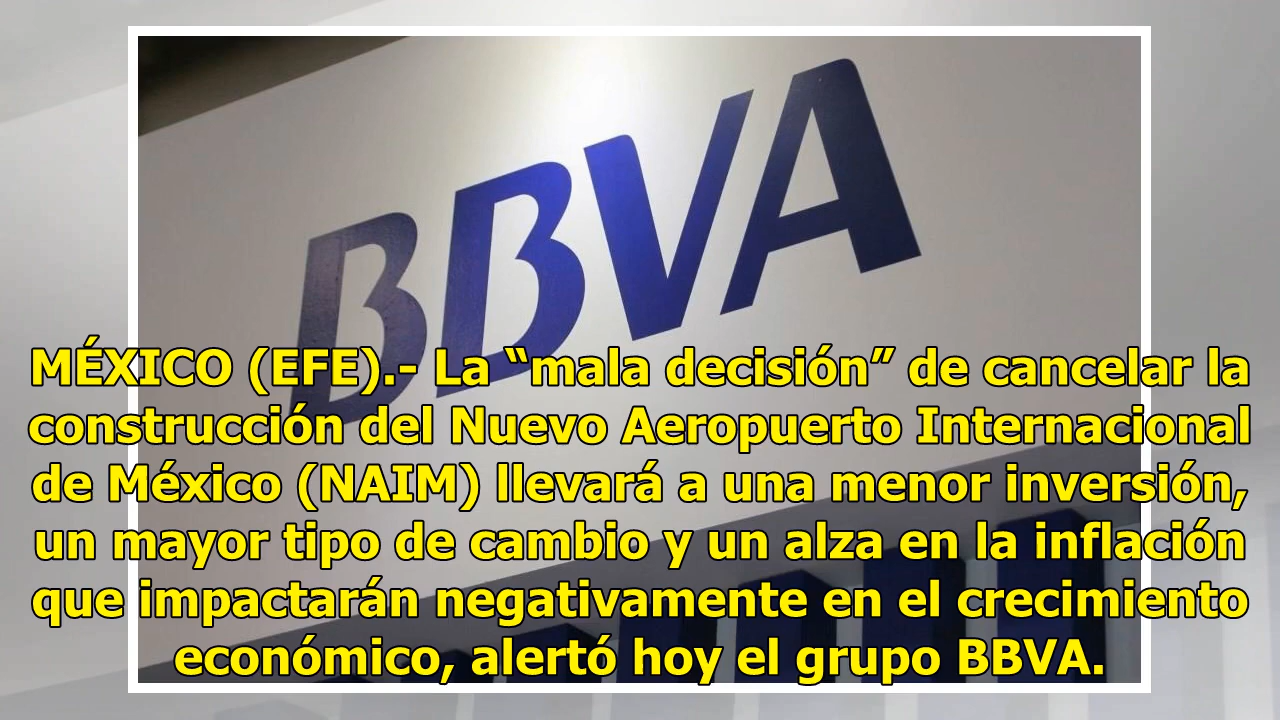 BBVA
MÉXICO (EFE).- La “mala decisión” de cancelar la
construcción del Nuevo Aeropuerto Internacional
de México (NAIM) llevará a una menor inversión,
un mayor tipo de cambio y un alza en la inflación
que impactarán negativamente en el crecimiento
económico, alertó hoy el grupo BBVA.